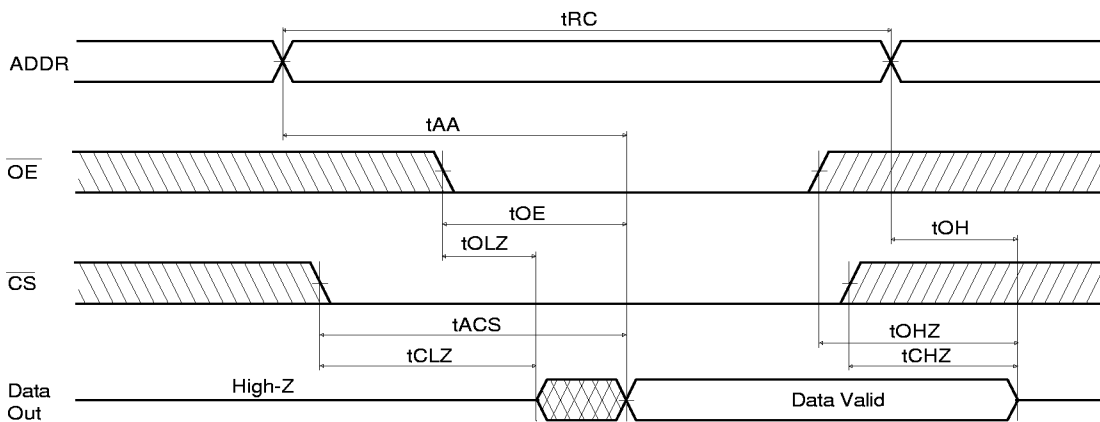 tRC
ADDR
tAA
OE
tOE
tOH
tOLZ
CS
tACS
tOHZ
tCLZ
tCHZ
High-Z
Data Valid
Data
Out